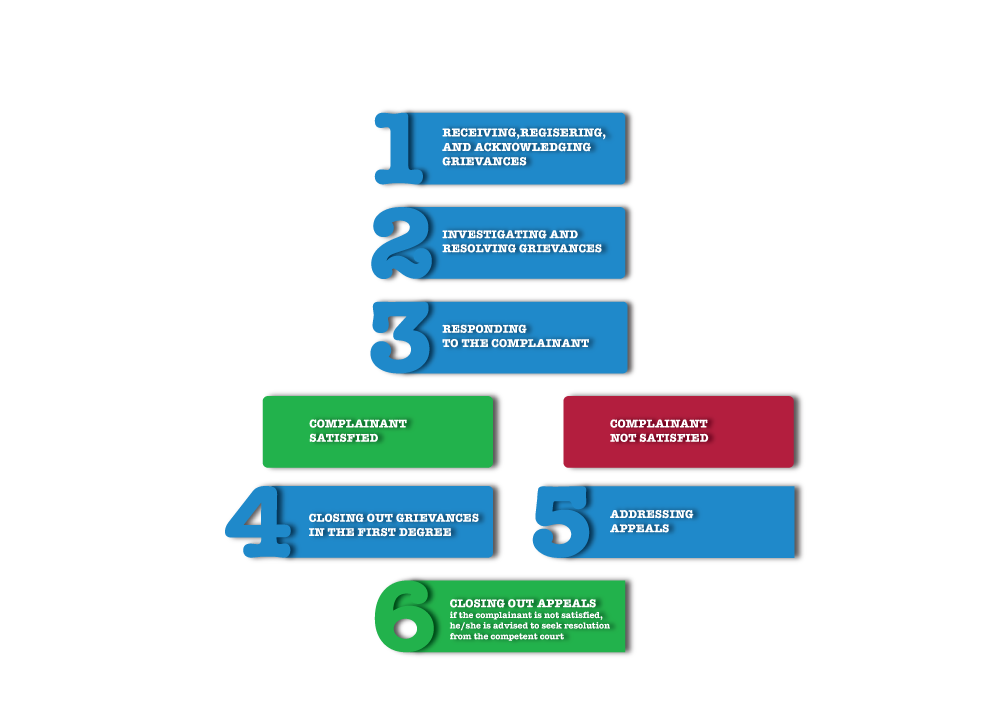 1
RECEIVING,REGISERING,
AND ACKNOWLEDGING
GRIEVANCES
2
INVESTIGATING AND
RESOLVING GRIEVANCES
3
RESPONDING
TO THE COMPLAINANT
COMPLAINANT
SATISFIED
COMPLAINANT
NOT SATISFIED
4
CLOSING OUT GRIEVANCES
IN THE FIRST DEGREE
5
ADDRESSING
APPEALS
6
CLOSING OUT APPEALS
if the complainant is not satisfied,
he/she is advised to seek resolution
from the competent court